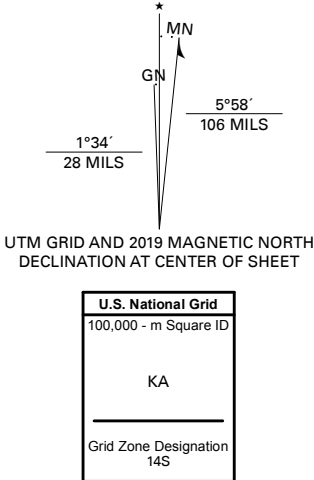 ★
MN
GN
5°58´
106 MILS
1°34´
28 MILS
UTM GRID AND 2019 MAGNETIC NORTH
DECLINATION AT CENTER OF SHEET
U.S. National Grid
100,000 - m Square ID
KA
Grid Zone Designation
14S